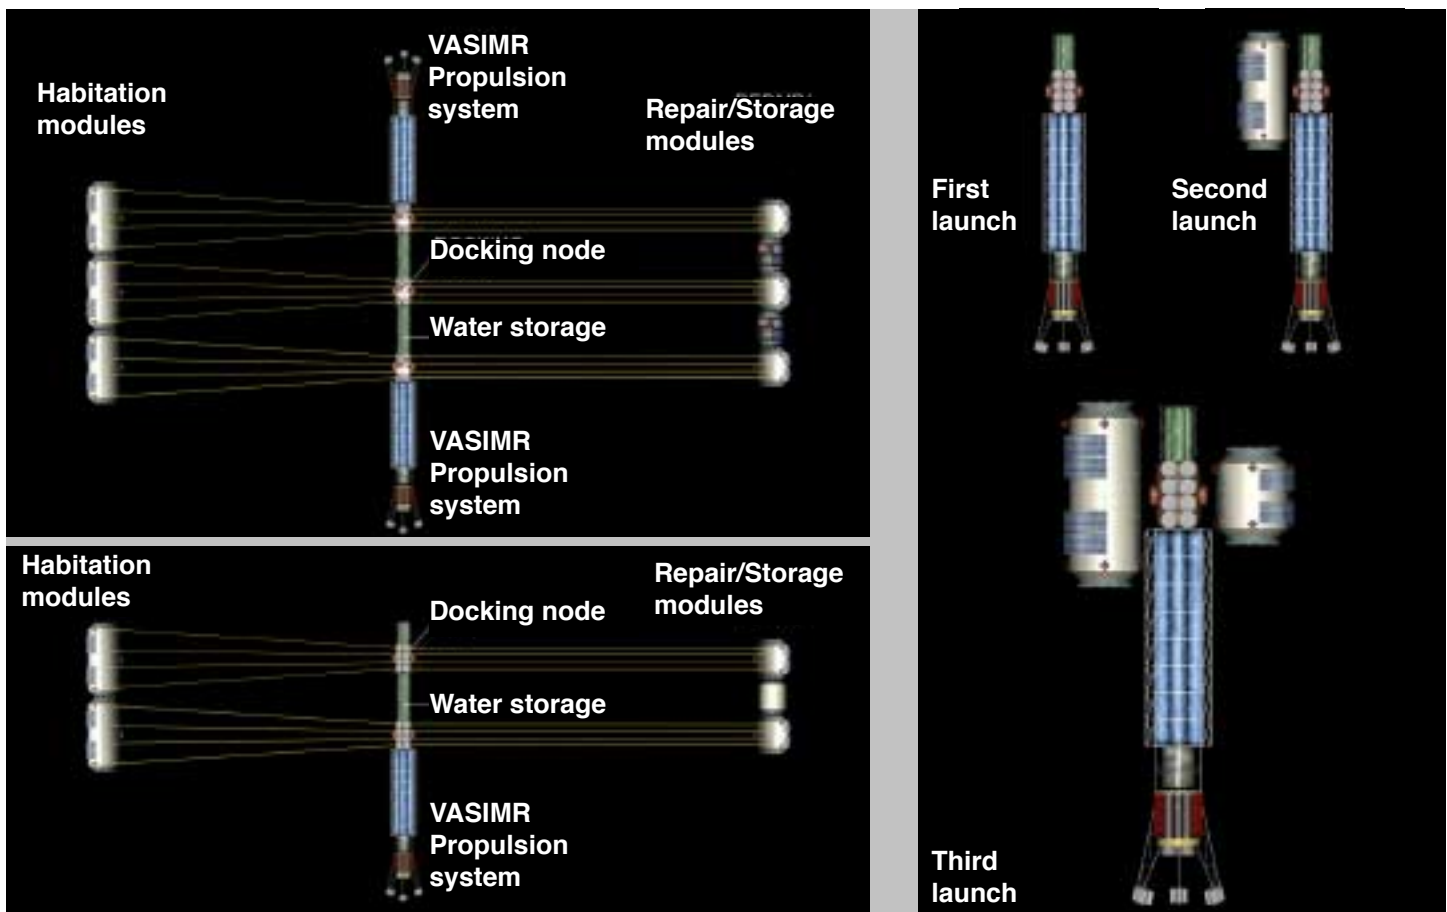 VASIMR
Propulsion
system
Habitation
modules
Repair/Storage
modules
Docking node
Water storage
VASIMR
Propulsion
system
Habitation
modules
Repair/Storage
modules
Docking node
Water storage
VASIMR
Propulsion
system
First
launch
Second
launch
Third
launch